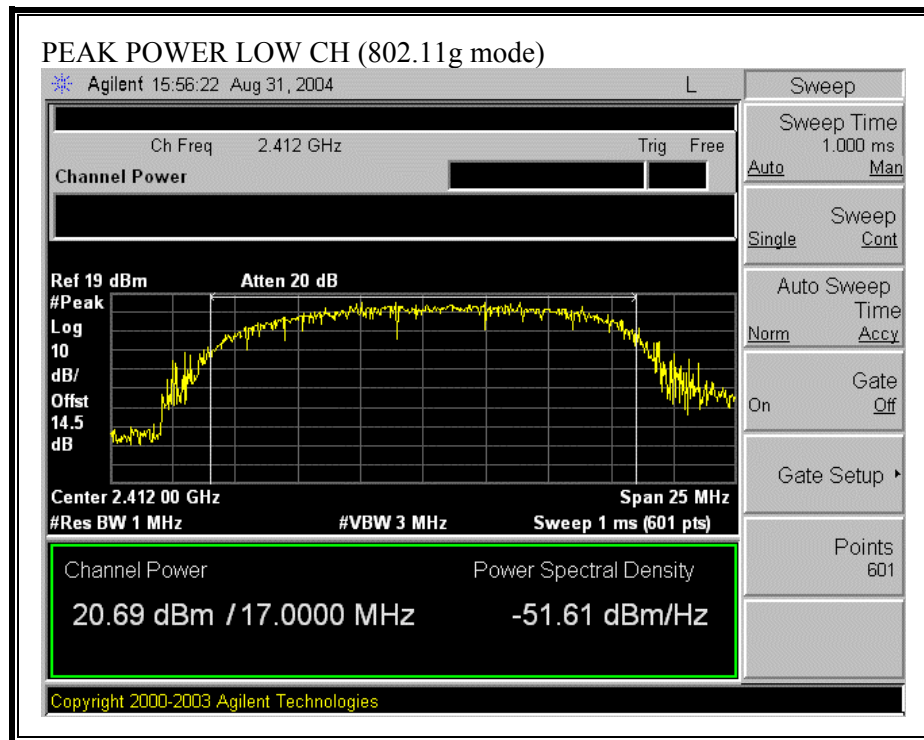 PEAK POWER LOW CH (802.11g mode)
Agilent 15:56:22 Aug 31, 2004 L
Ch Freq 2.412 GHz Trig Free
Channel Power
Ref 19 dBm Atten 20 dB
#Peak
Log
10
dB/
Offst
14.5
dB
Center 2.412 00 GHz Span 25 MHz
#Res BW 1 MHz #VBW 3 MHz Sweep 1 ms (601 pts)
Channel Power Power Spectral Density
20.69 dBm / 17.0000 MHz -51.61 dBm/Hz
Copyright 2000-2003 Agilent Technologies
Sweep
Sweep Time
1.000 ms
Auto Man
Sweep
Single Cont
Auto Sweep
Time
Norm Accy
Gate
On Off
Gate Setup
Points
601